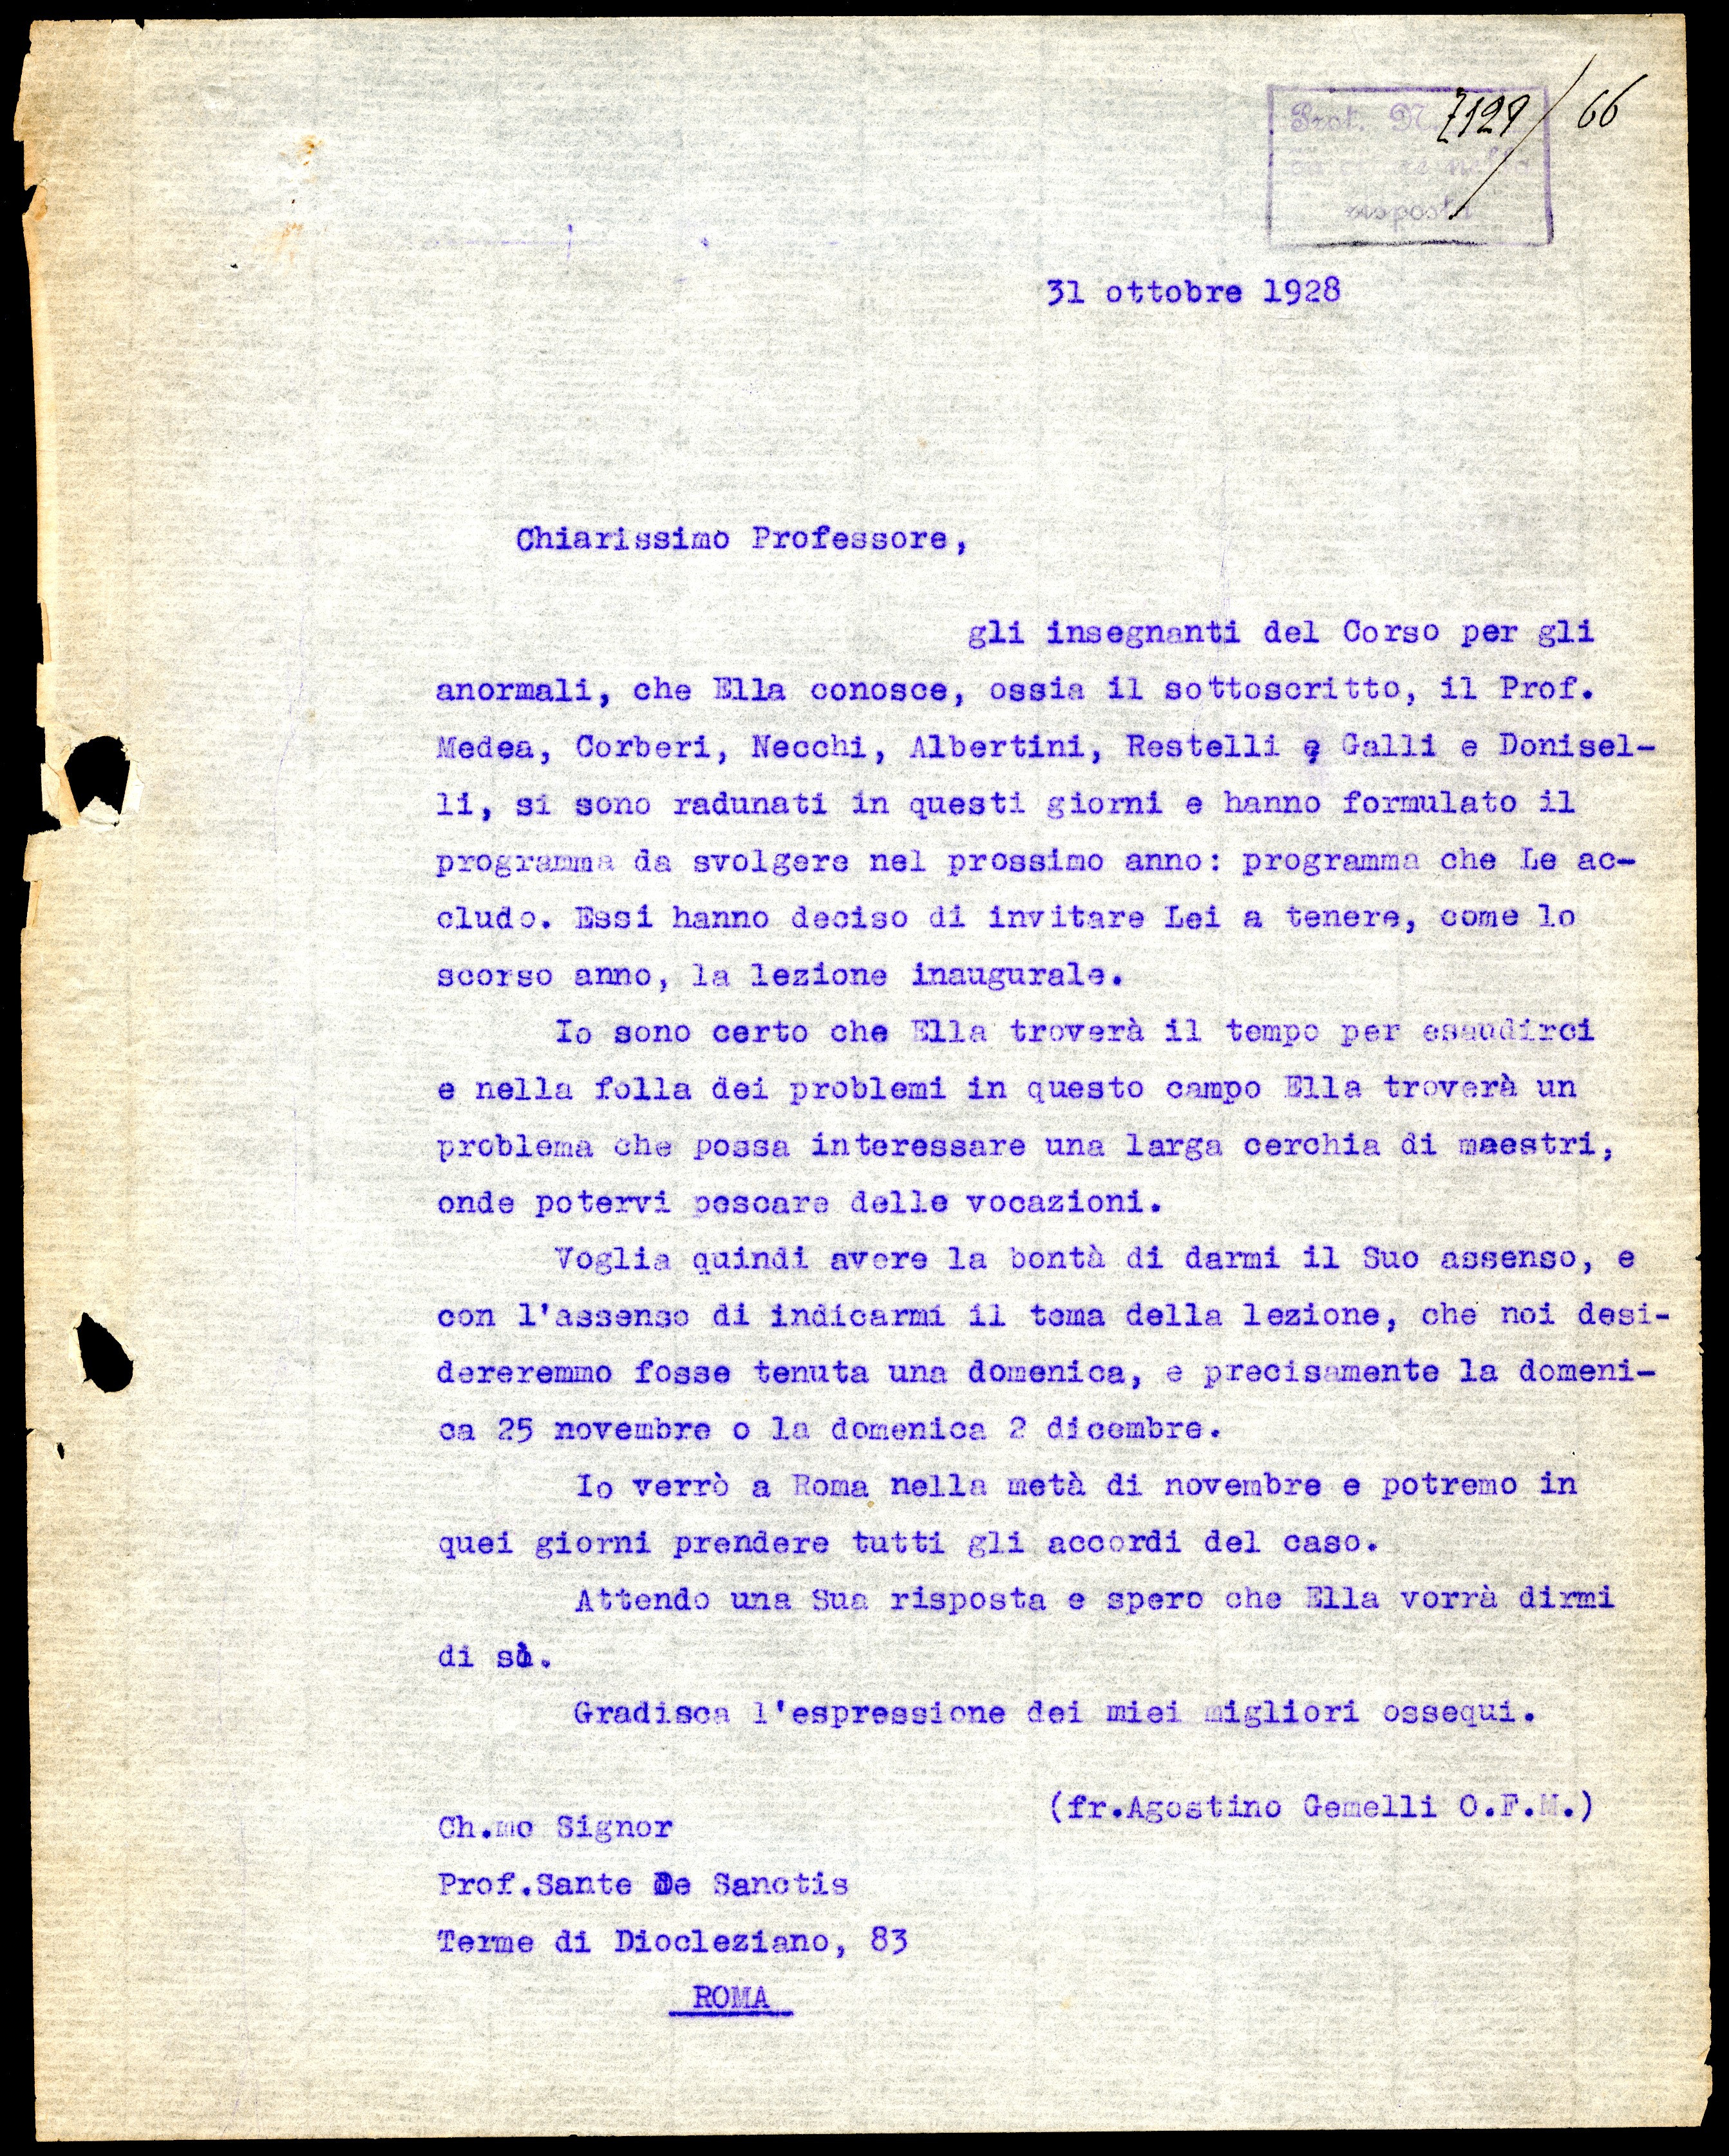 Prot. N. 7129/66
risposta
31 ottobre 1928
Chiarissimo Professore,
gli insegnanti del Corso per gli
anormali, che Ella conosce, ossia il sottoscritto, il Prof.
Medea, Corberi, Necchi, Albertini, Restelli e Galli e Donisel-
li, si sono radunati in questi giorni e hanno formulato il
programma da svolgere nel prossimo anno: programma che Le ac-
cludo. Essi hanno deciso di invitare Lei a tenere, come lo
scorso anno, la lezione inaugurale.
Io sono certo che Ella troverà il tempo per esaudirci
e nella folla dei problemi in questo campo Ella troverà un
problema che possa interessare una larga cerchia di maestri,
onde potervi pescare delle vocazioni.
Voglia quindi avere la bontà di darmi il Suo assenso, e
con l'assenso di indicarmi il tema della lezione, che noi desi-
dereremmo fosse tenuta una domenica, e precisamente la domeni-
ca 25 novembre o la domenica 2 dicembre.
Io verrò a Roma nella metà di novembre e potremo in
quei giorni prendere tutti gli accordi del caso.
Attendo una Sua risposta e spero che Ella vorrà dirmi
di sì.
Gradisca l'espressione dei miei migliori ossequi.
(fr.Agostino Gemelli O.F.M.)
Ch.mo Signor
Prof.Sante De Sanctis
Terme di Diocleziano, 83
ROMA